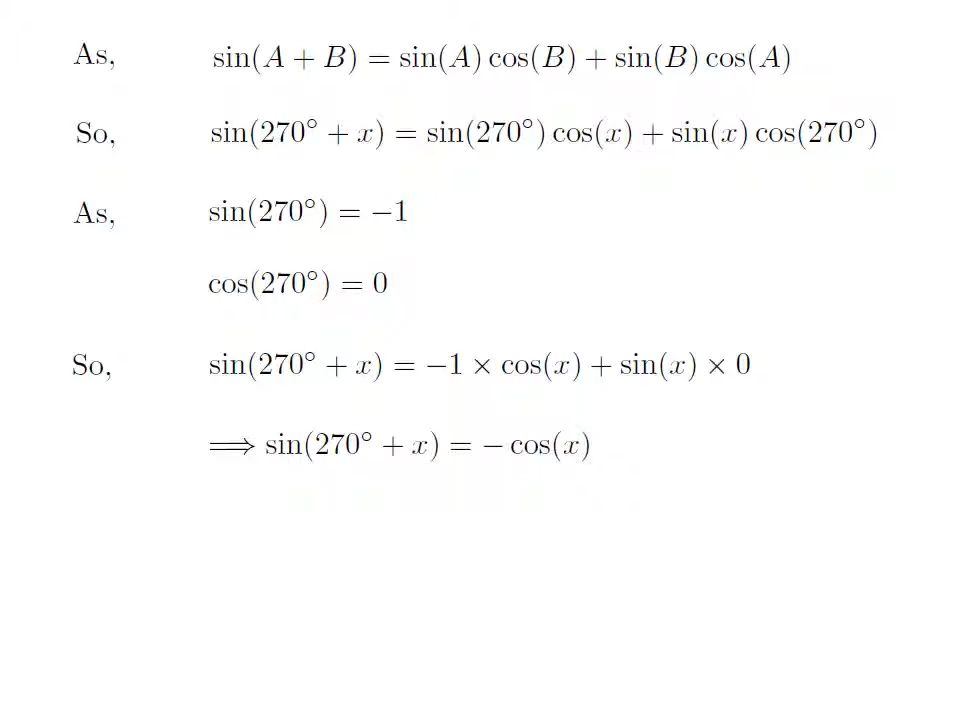 As, sin(A + B) = sin(A) cos(B) + sin(B) cos(A)
So, sin(270° + x) = sin(270°) cos(x) + sin(x) cos(270°)
As, sin(270°) = −1
cos(270°) = 0
So, sin(270° + x) = −1 × cos(x) + sin(x) × 0
⟹ sin(270° + x) = − cos(x)